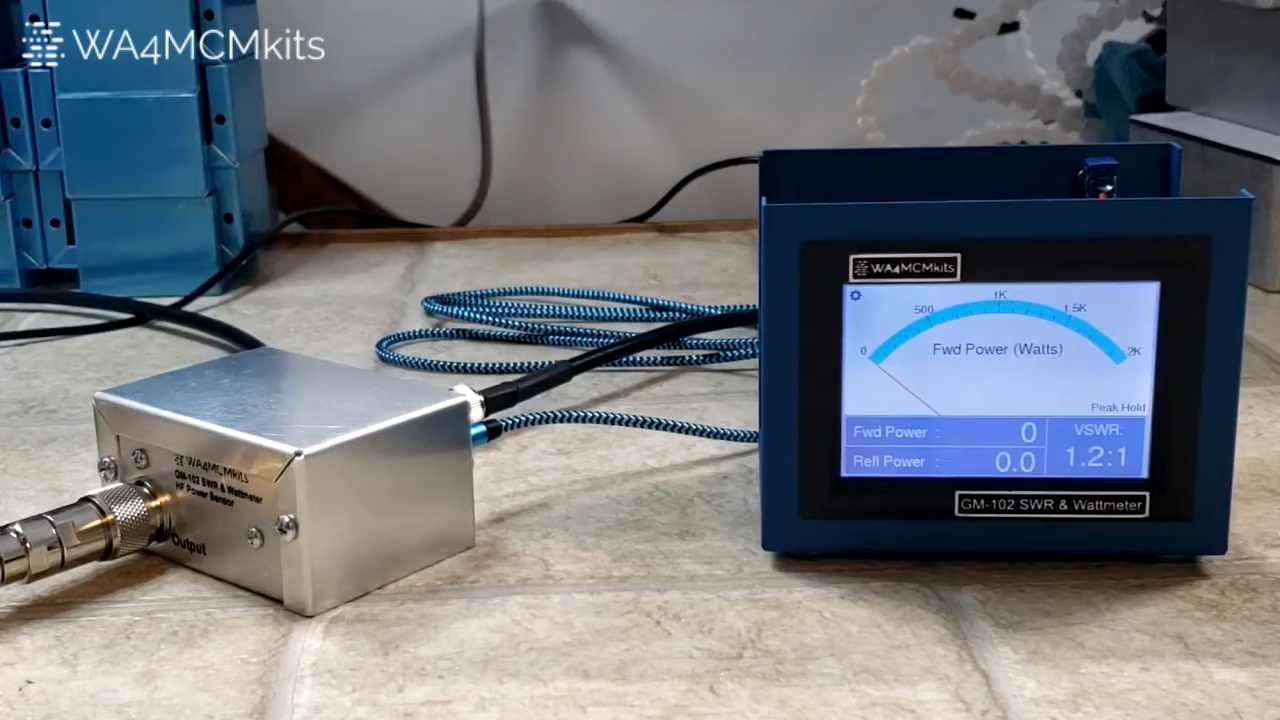 WA4MCMkits
WA4MCMkits
1K
500
1.5K
0
2K
Fwd Power (Watts)
Peak Hold
Fwd Power : 0
VSWR:
Refl Power : 0.0
1.2:1
GM-102 SWR & Wattmeter
WA4MCMkits
GM-102 SWR & Wattmeter
HF Power Sensor
Output